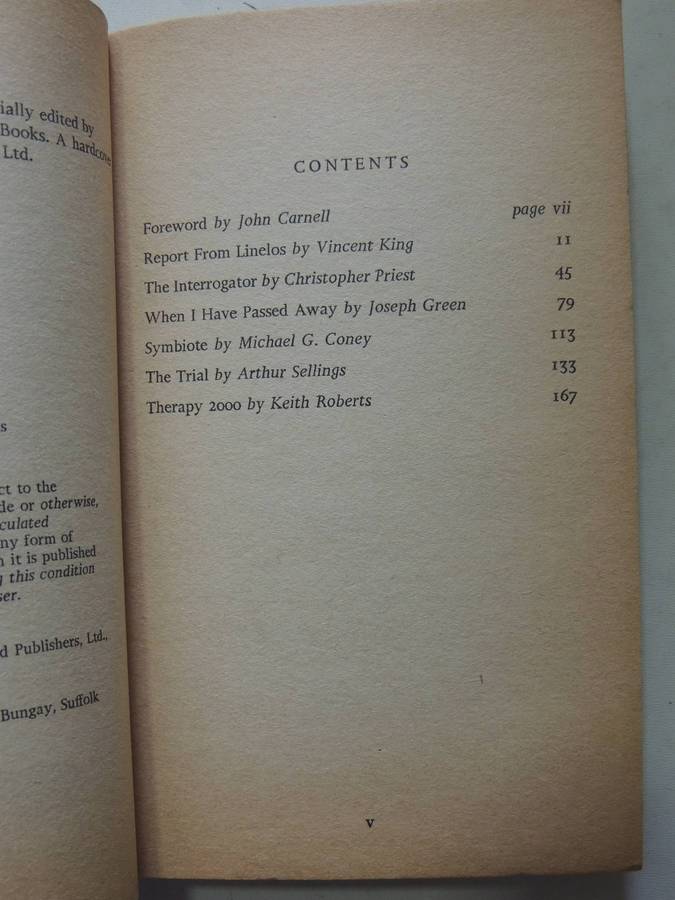 ially edited by
Books. A hardcove
Ltd.
s
ct to the
de or otherwise,
culated
ny form of
n it is published
g this condition
ser.
d Publishers, Ltd.,
Bungay, Suffolk
CONTENTS
Foreword by John Carnell page vii
Report From Linelos by Vincent King 11
The Interrogator by Christopher Priest 45
When I Have Passed Away by Joseph Green 79
Symbiote by Michael G. Coney 113
The Trial by Arthur Sellings 133
Therapy 2000 by Keith Roberts 167
v